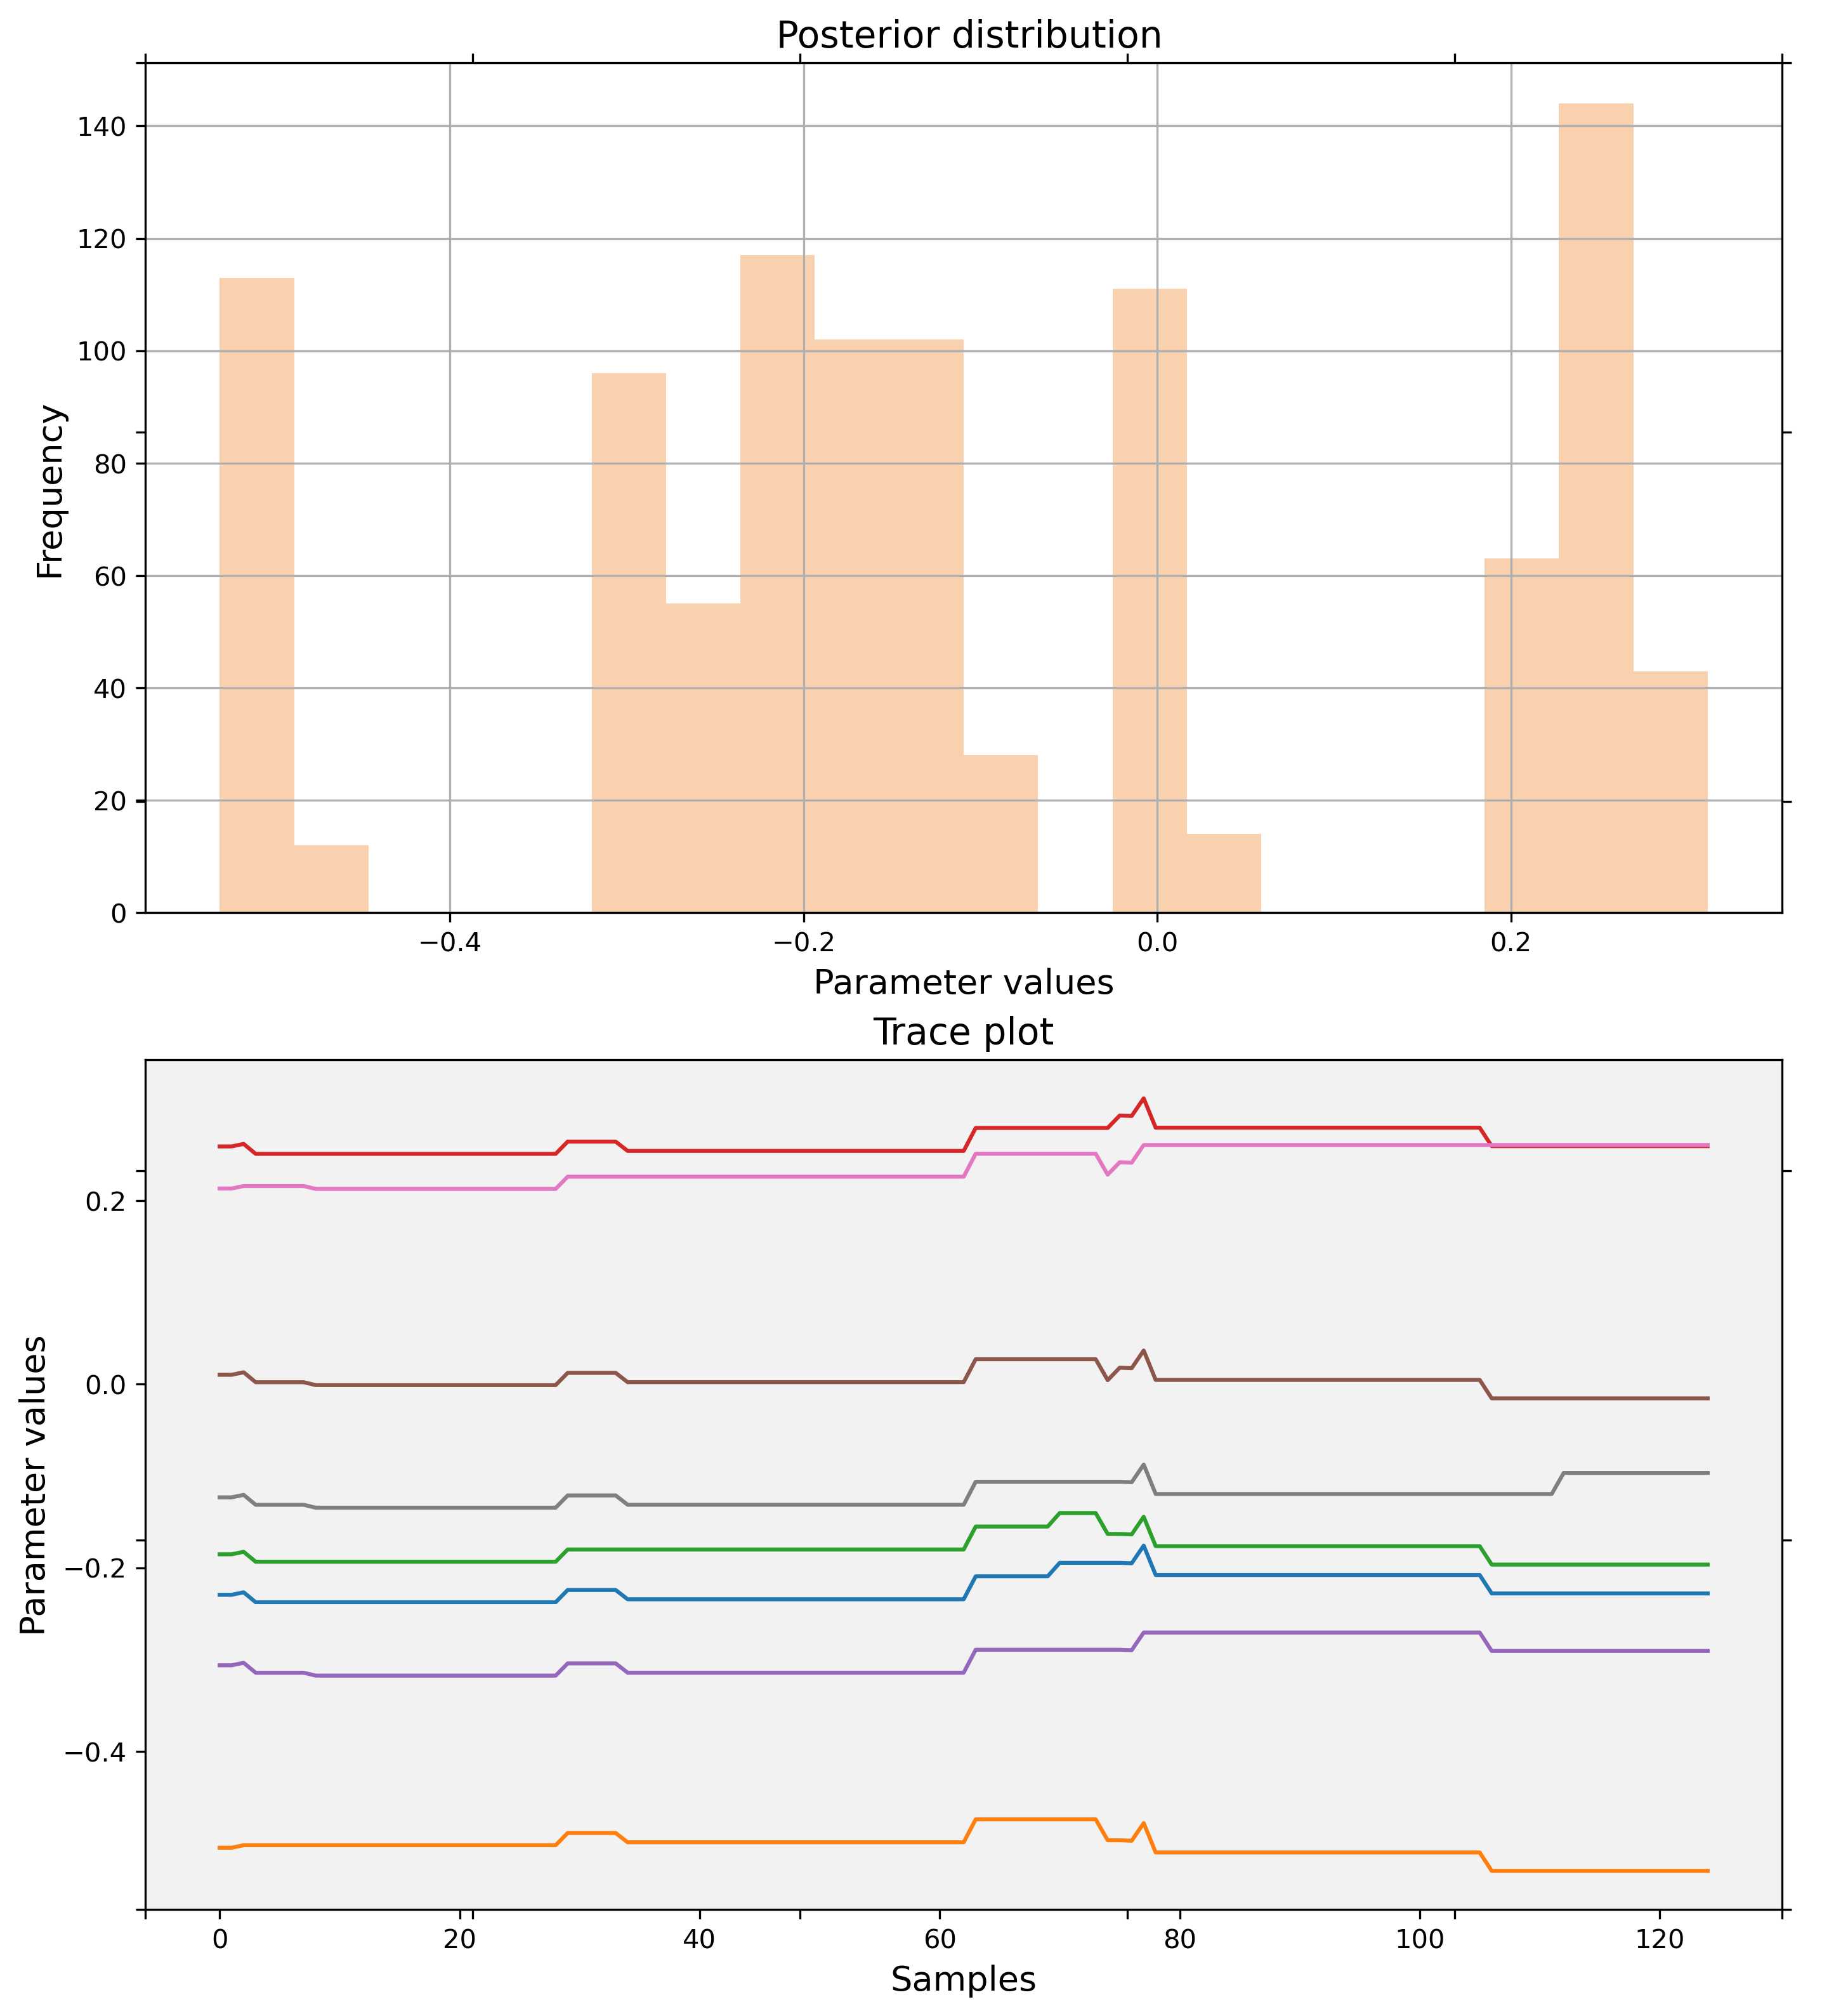 Posterior distribution
140
120
100
80
60
40
20
0
Frequency
−0.4 −0.2 0.0 0.2
Parameter values
Trace plot
0.2
0.0
−0.2
−0.4
Parameter values
0 20 40 60 80 100 120
Samples